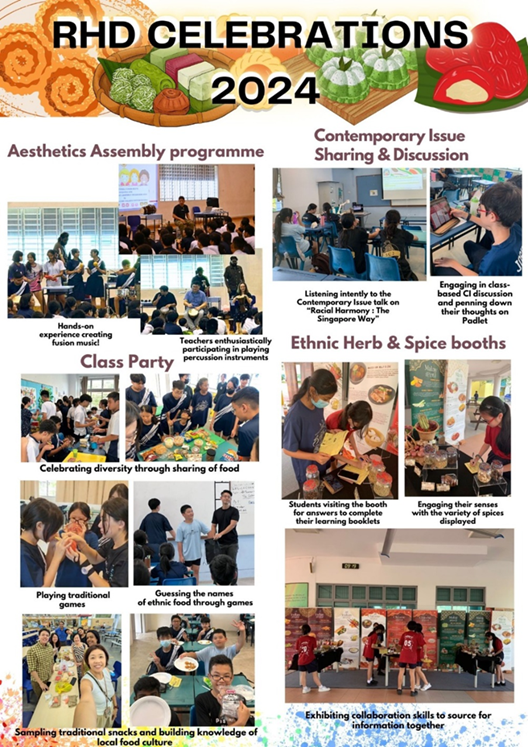 RHD CELEBRATIONS
2024
Aesthetics Assembly programme
Hands-on
experience creating
fusion music!
Teachers enthusiastically
participating in playing
percussion instruments
Contemporary Issue
Sharing & Discussion
Listening intently to the
Contemporary Issue talk on
"Racial Harmony : The
Singapore Way"
Engaging in class-
based CI discussion
and penning down
their thoughts on
Padlet
Class Party
Celebrating diversity through sharing of food
Playing traditional
games
Guessing the names
of ethnic food through games
Sampling traditional snacks and building knowledge of
local food culture
Ethnic Herb & Spice booths
Students visiting the booth
for answers to complete
their learning booklets
Engaging their senses
with the variety of spices
displayed
Exhibiting collaboration skills to source for
information together